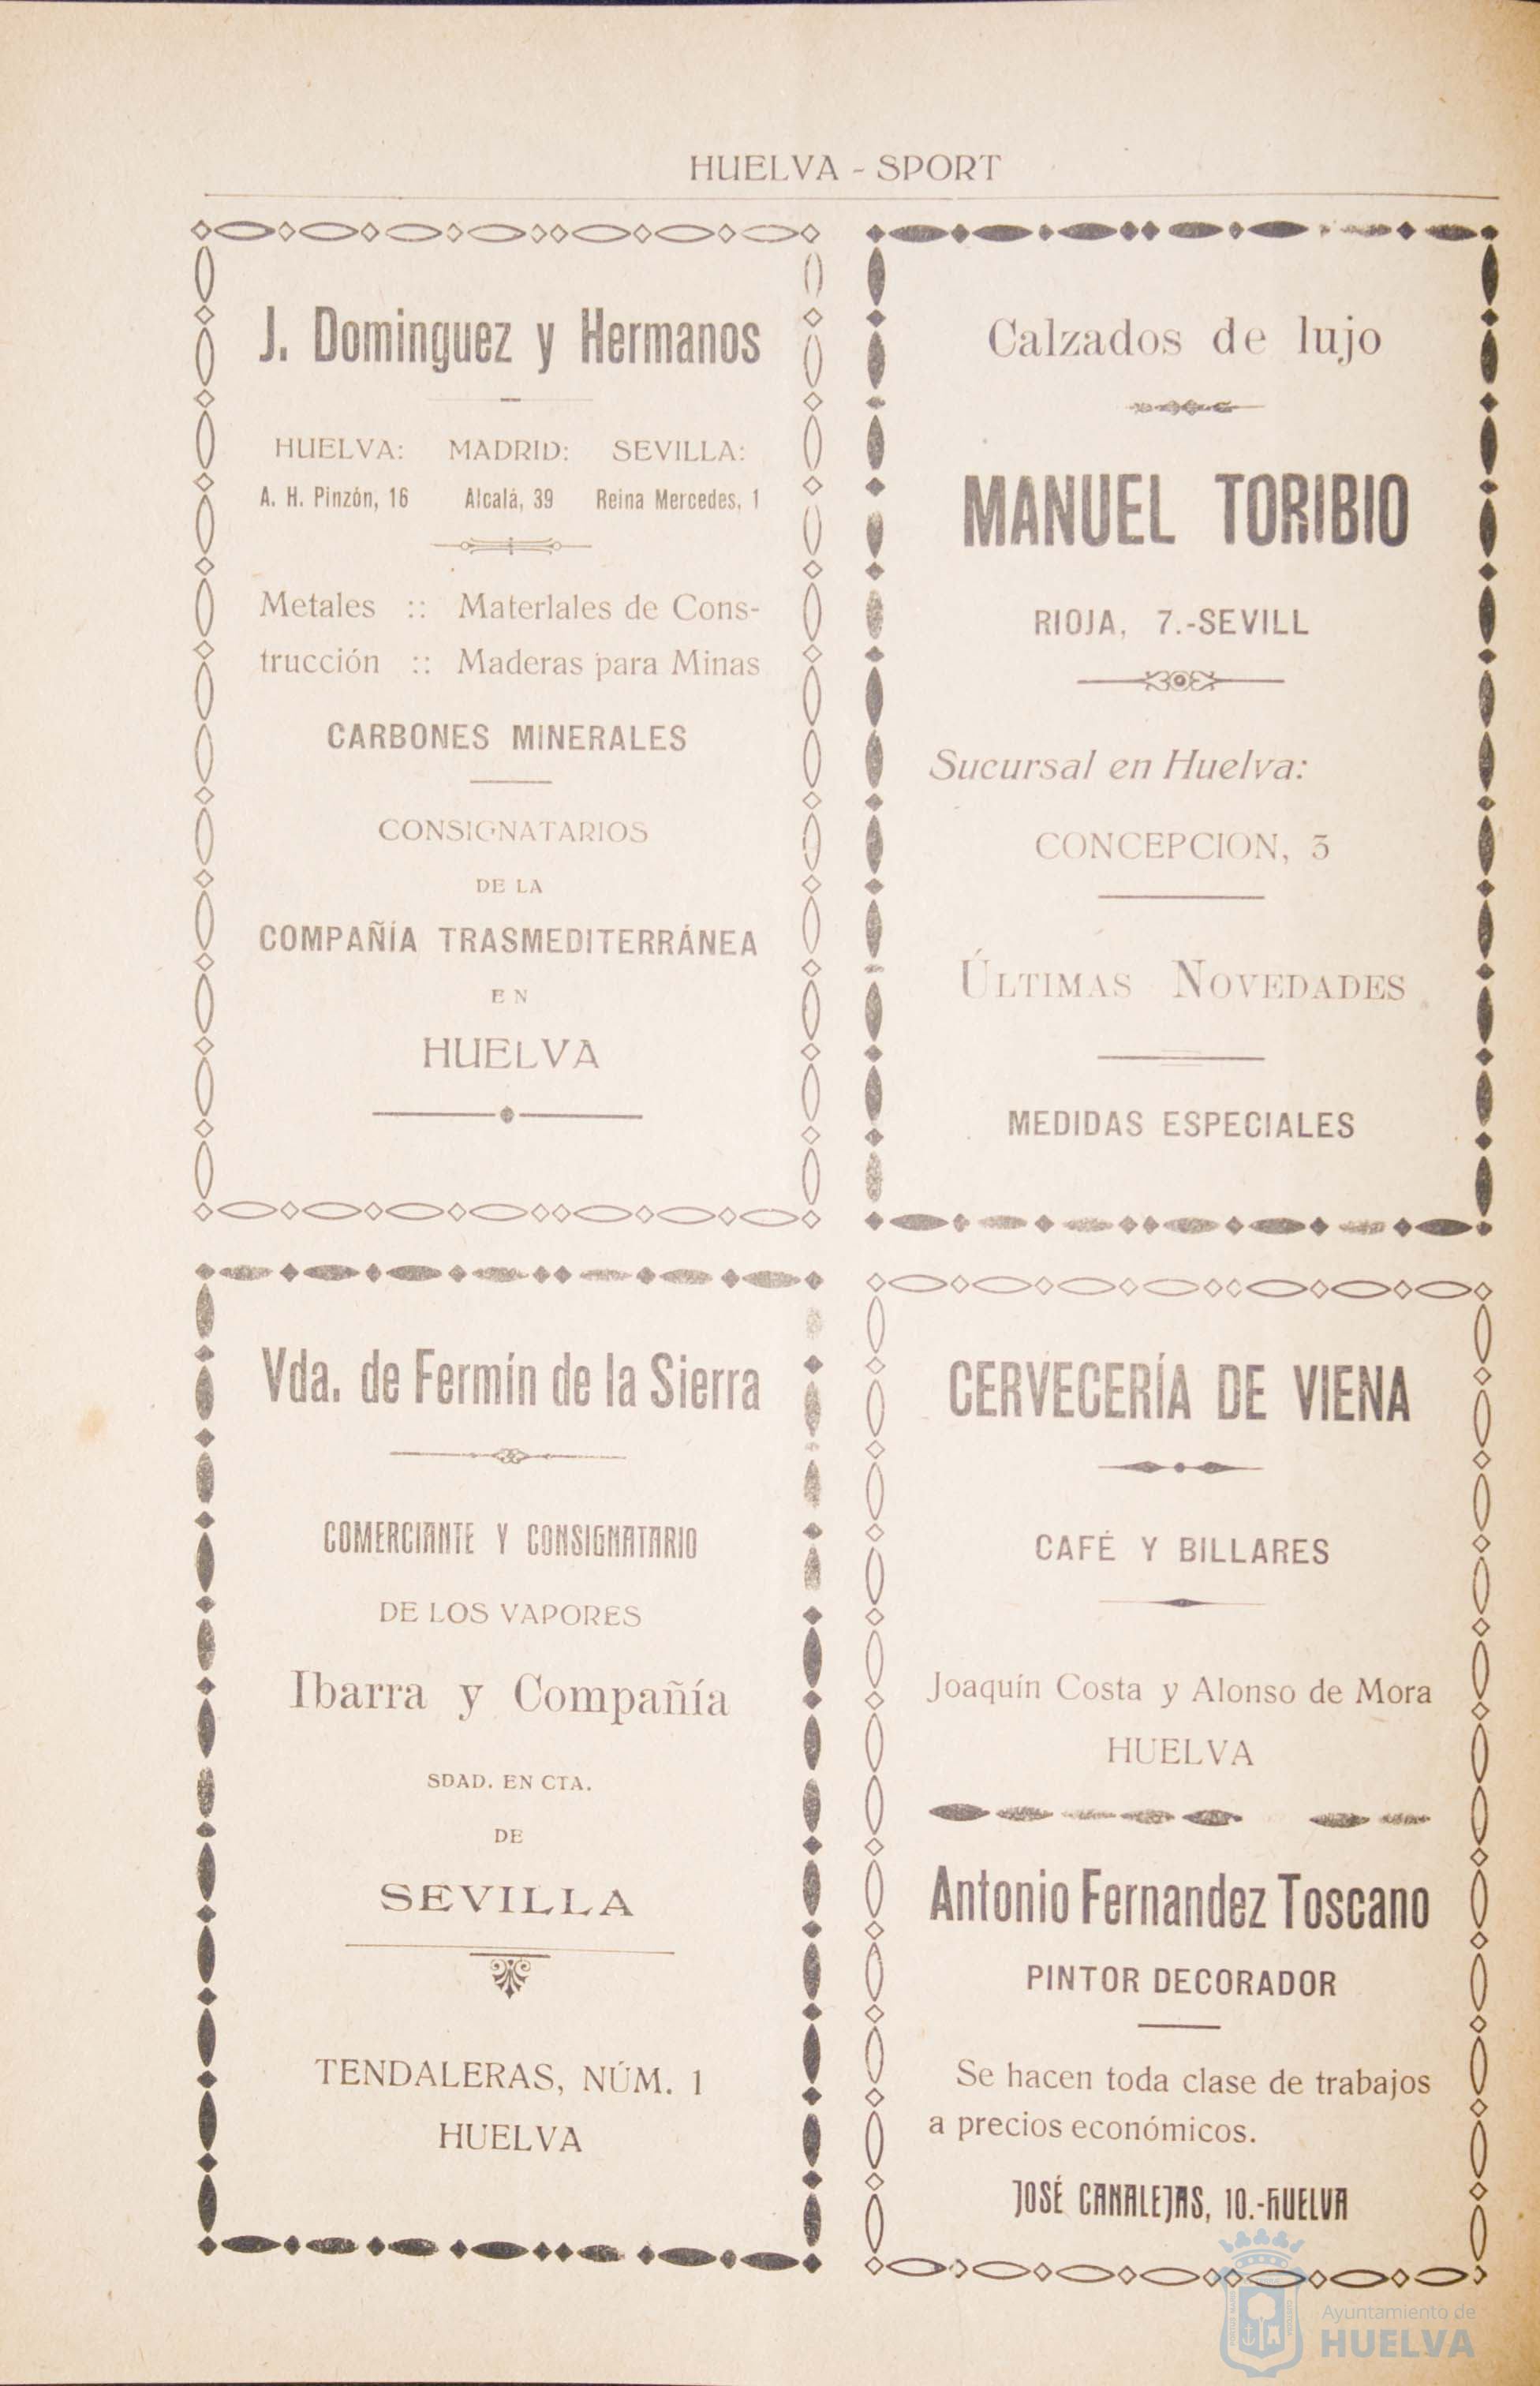 HUELVA - SPORT
J. Dominguez y Hermanos
HUELVA: MADRID: SEVILLA:
A. H. Pinzón, 16 Alcalá, 39 Reina Mercedes, 1
Metales :: Materlales de Cons-
trucción :: Maderas para Minas
CARBONES MINERALES
CONSIGNATARIOS
DE LA
COMPAÑÍA TRASMEDITERRÁNEA
EN
HUELVA
Calzados de lujo
MANUEL TORIBIO
RIOJA, 7.-SEVILL
Sucursal en Huelva:
CONCEPCION, 3
ÚLTIMAS NOVEDADES
MEDIDAS ESPECIALES
Vda. de Fermín de la Sierra
COMERCIANTE Y CONSIGNATARIO
DE LOS VAPORES
Ibarra y Compañía
SDAD. EN CTA.
DE
SEVILLA
TENDALERAS, NÚM. 1
HUELVA
CERVECERÍA DE VIENA
CAFÉ Y BILLARES
Joaquín Costa y Alonso de Mora
HUELVA
Antonio Fernandez Toscano
PINTOR DECORADOR
Se hacen toda clase de trabajos
a precios económicos.
JOSÉ CANALEJAS, 10.-HUELVA
Ayuntamiento de
HUELVA